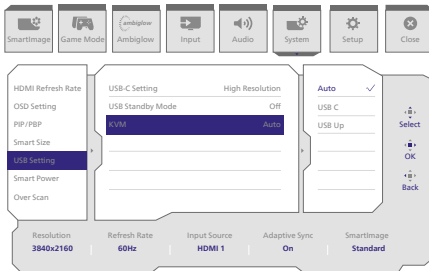 SmartImage
Game Mode
ambiglow
Ambiglow
Input
Audio
System
Setup
Close
HDMI Refresh Rate
OSD Setting
PIP/PBP
Smart Size
USB Setting
Smart Power
Over Scan
USB-C Setting High Resolution
USB Standby Mode Off
KVM Auto
Auto
USB C
USB Up
Select
OK
Back
Resolution Refresh Rate Input Source Adaptive Sync SmartImage
3840x2160 60Hz HDMI 1 On Standard